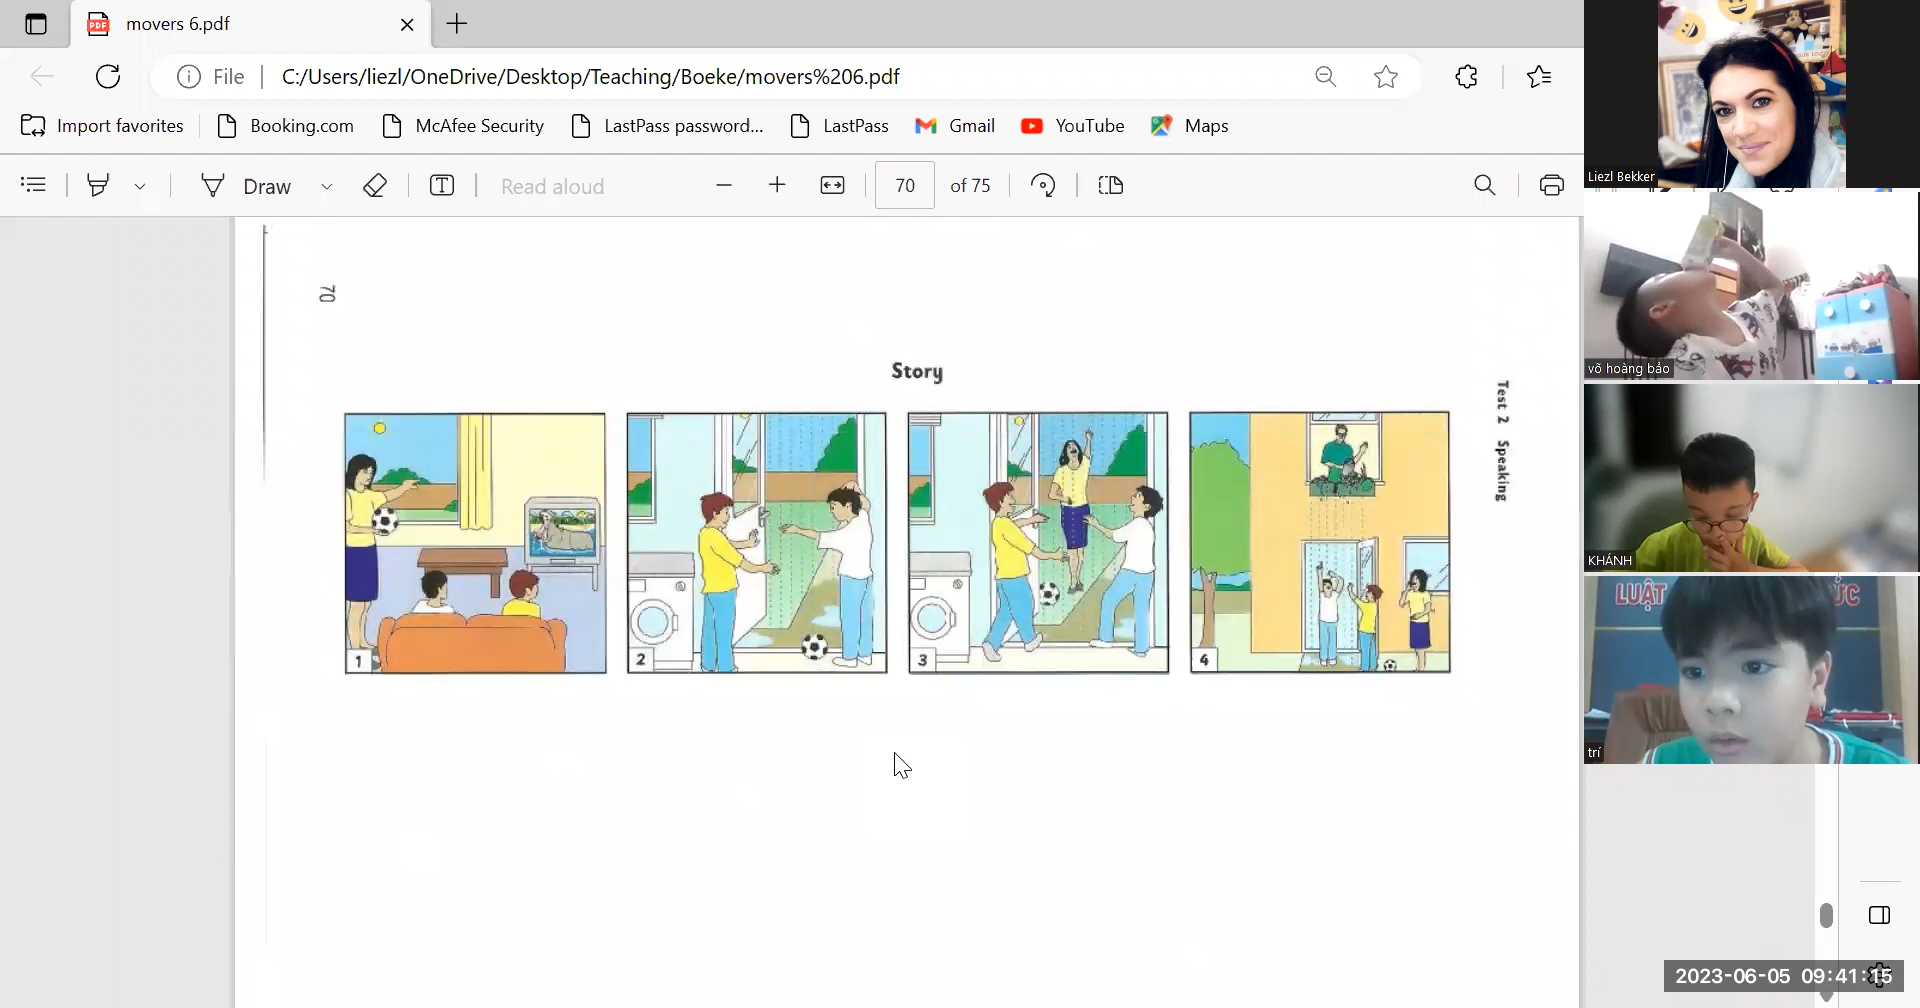 movers 6.pdf
File
C:/Users/liezl/OneDrive/Desktop/Teaching/Boeke/movers%206.pdf
Import favorites
Booking.com
McAfee Security
LastPass password...
LastPass
Gmail
YouTube
Maps
Draw
Read aloud
70
of 75
70
Story
Test 2 Speaking
1
2
3
4
Liezl Bekker
võ hoàng bảo
KHÁNH
LUẬT
ỨC
trí
2023-06-05 09:41:15